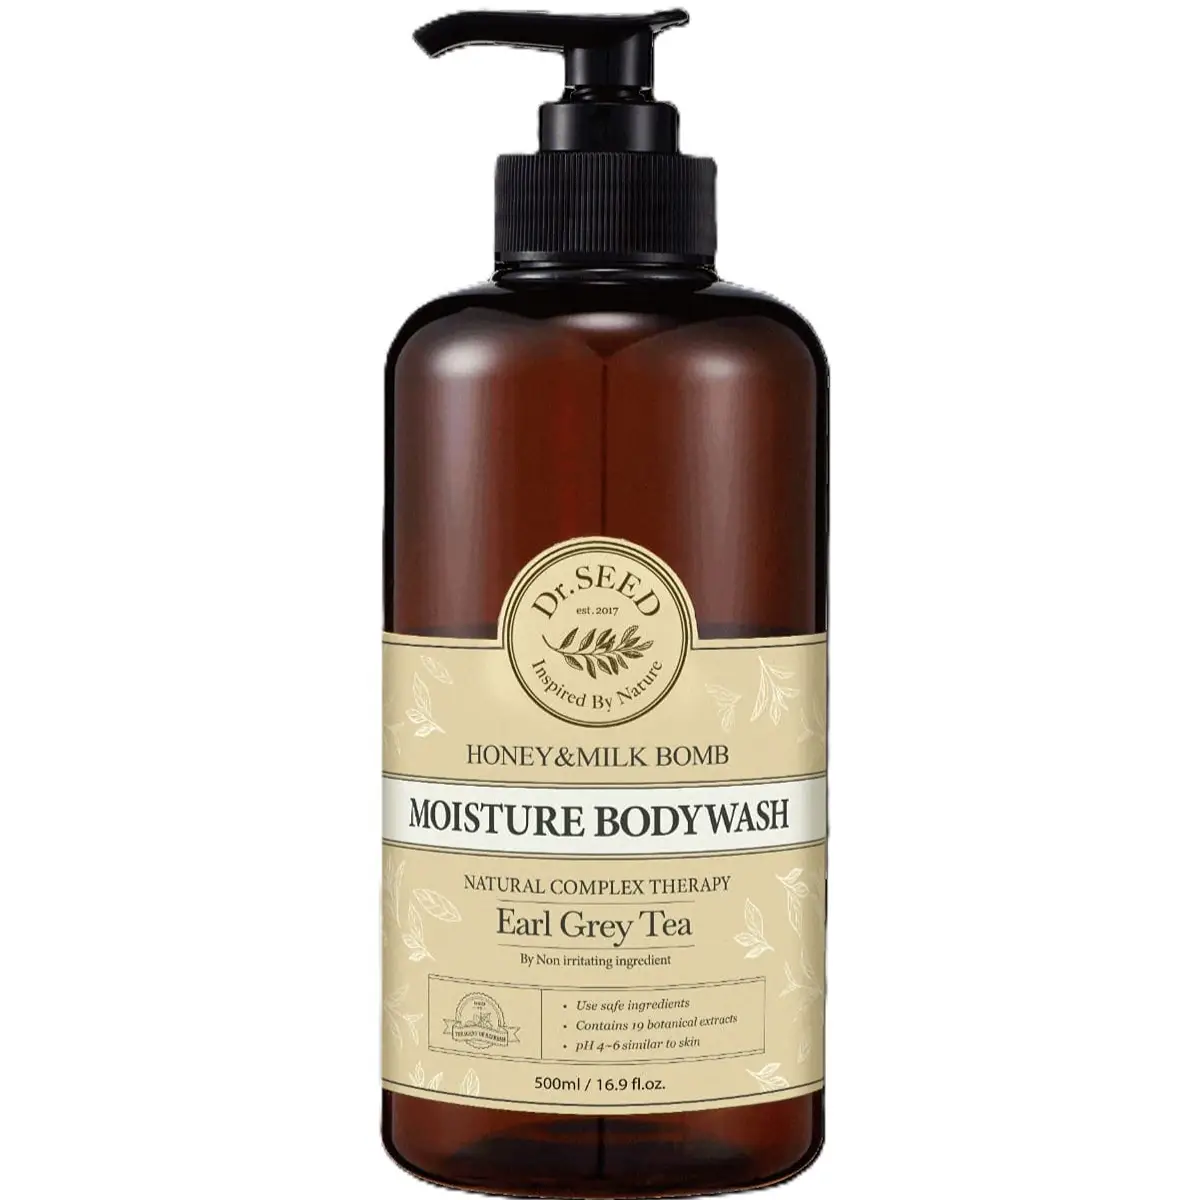 Dr.SEED
est.2017
Inspired By Nature
HONEY&MILK BOMB
MOISTURE BODYWASH
NATURAL COMPLEX THERAPY
Earl Grey Tea
By Non irritating ingredient
• Use safe ingredients
• Contains 19 botanical extracts
• pH 4~6 similar to skin
500ml / 16.9 fl.oz.